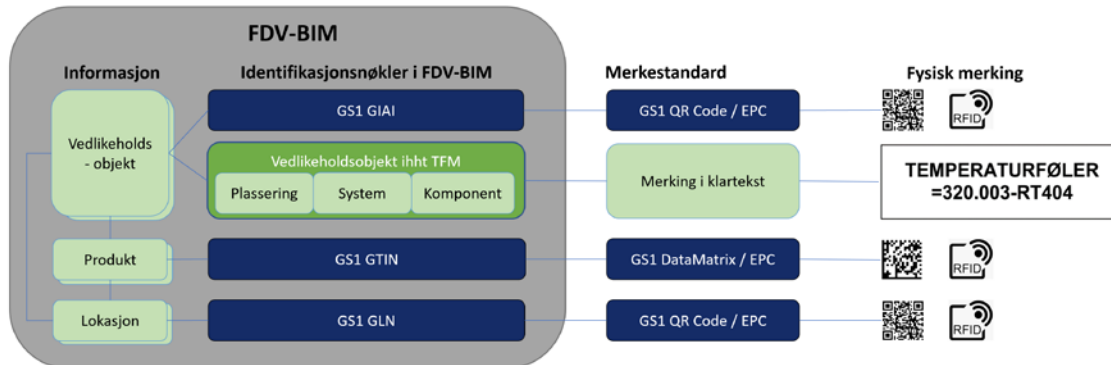 FDV-BIM
Informasjon
Identifikasjonsnøkler i FDV-BIM
Merkestandard
Fysisk merking
Vedlikeholds
- objekt
GS1 GIAI
GS1 QR Code / EPC
RFID
Vedlikeholdsobjekt ihht TFM
Plassering
System
Komponent
Merking i klartekst
TEMPERATURFØLER
=320.003-RT404
Produkt
GS1 GTIN
GS1 DataMatrix / EPC
RFID
Lokasjon
GS1 GLN
GS1 QR Code / EPC
RFID